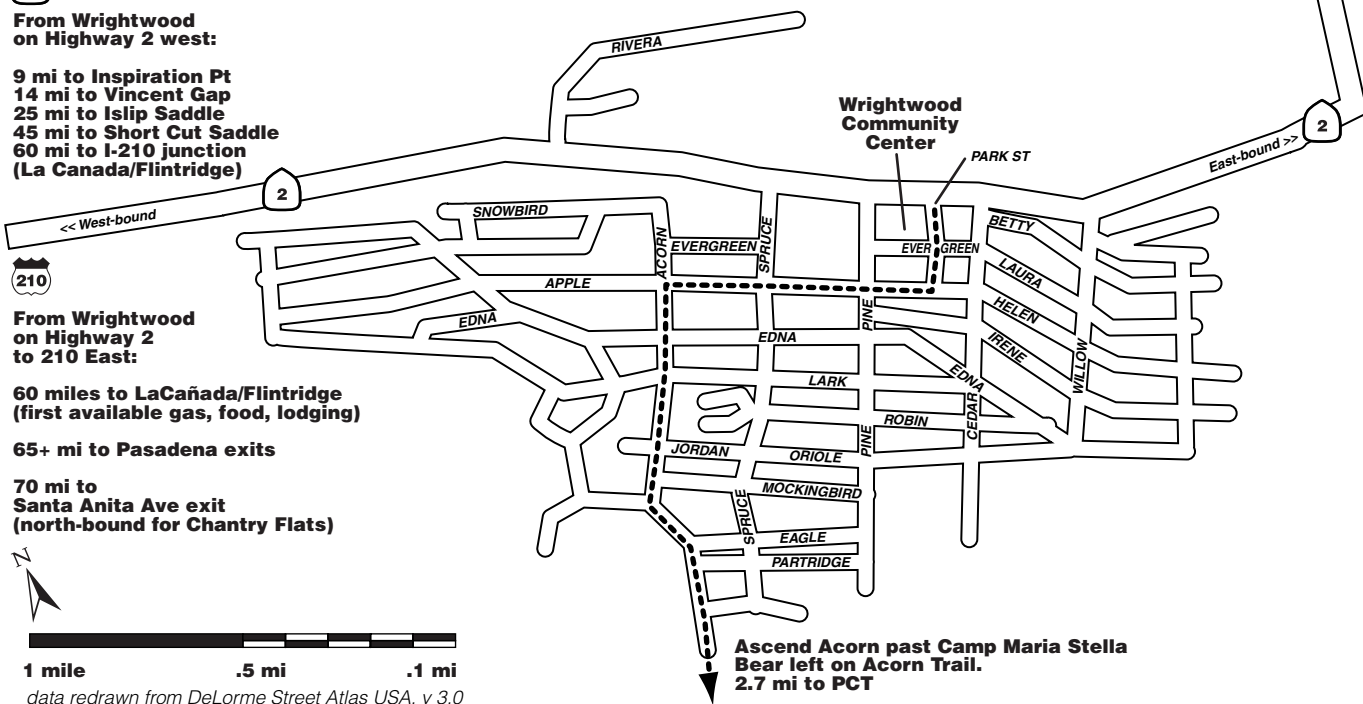 From Wrightwood
on Highway 2 west:
9 mi to Inspiration Pt
14 mi to Vincent Gap
25 mi to Islip Saddle
45 mi to Short Cut Saddle
60 mi to I-210 junction
(La Canada/Flintridge)
2
<< West-bound
210
From Wrightwood
on Highway 2
to 210 East:
60 miles to LaCañada/Flintridge
(first available gas, food, lodging)
65+ mi to Pasadena exits
70 mi to
Santa Anita Ave exit
(north-bound for Chantry Flats)
N
1 mile .5 mi .1 mi
data redrawn from DeLorme Street Atlas USA, v 3.0
RIVERA
Wrightwood
Community
Center
PARK ST
2
East-bound >>
SNOWBIRD
ACORN
EVERGREEN
SPRUCE
EVER GREEN
BETTY
APPLE
LAURA
EDNA
PINE
HELEN
EDNA
IRENE
WILLOW
LARK
EDNA
CEDAR
ROBIN
JORDAN
ORIOLE
PINE
MOCKINGBIRD
SPRUCE
EAGLE
PARTRIDGE
Ascend Acorn past Camp Maria Stella
Bear left on Acorn Trail.
2.7 mi to PCT